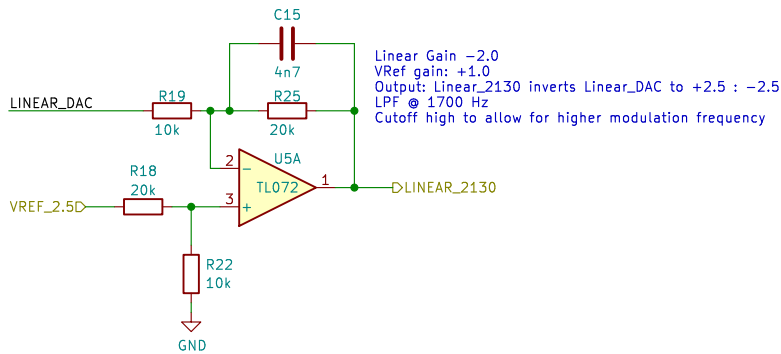 C15
4n7
Linear Gain -2.0
VRef gain: +1.0
Output: Linear_2130 inverts Linear_DAC to +2.5 : -2.5
LPF @ 1700 Hz
Cutoff high to allow for higher modulation frequency
LINEAR_DAC
R19
10k
R25
20k
U5A
TL072
2
-
3
+
1
LINEAR_2130
R18
20k
VREF_2.5
R22
10k
GND